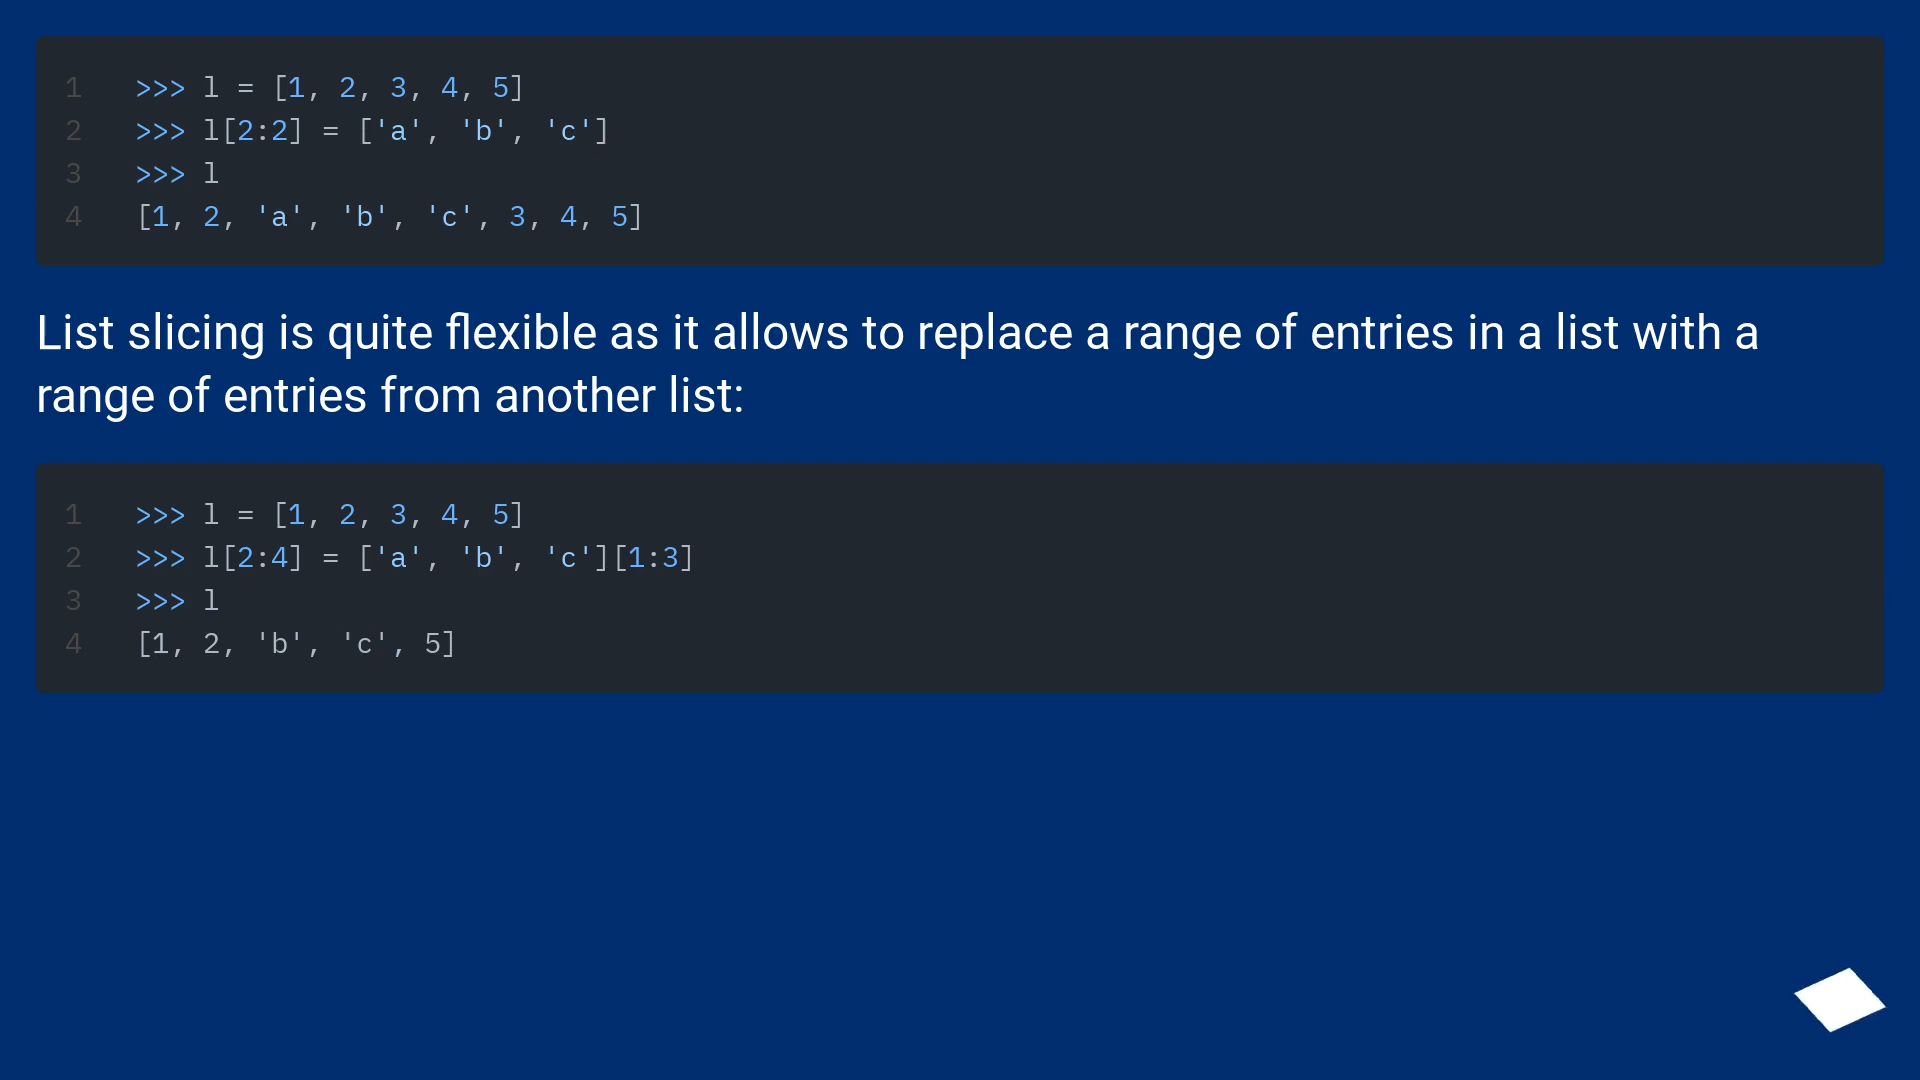 1 >>> l = [1, 2, 3, 4, 5]
2 >>> l[2:2] = ['a', 'b', 'c']
3 >>> l
4 [1, 2, 'a', 'b', 'c', 3, 4, 5]
List slicing is quite flexible as it allows to replace a range of entries in a list with a
range of entries from another list:
1 >>> l = [1, 2, 3, 4, 5]
2 >>> l[2:4] = ['a', 'b', 'c'][1:3]
3 >>> l
4 [1, 2, 'b', 'c', 5]